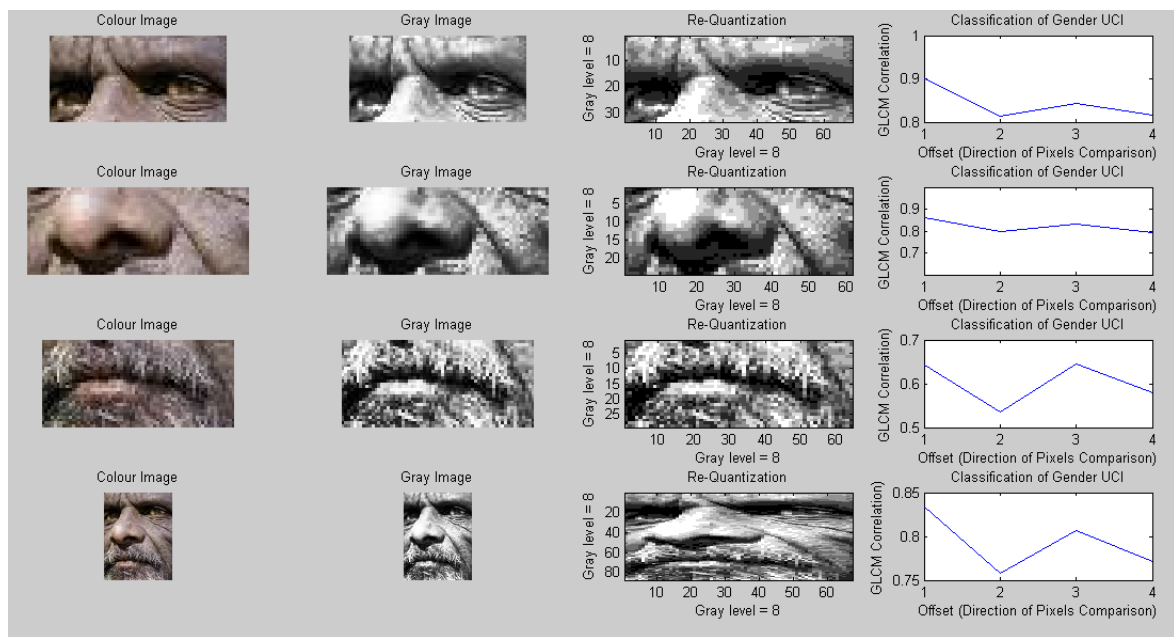 Colour Image
Gray Image
Re-Quantization
Classification of Gender UCI
Gray level = 8
10
20
30
10 20 30 40 50 60
Gray level = 8
GLCM Correlation)
1
0.9
0.8
1 2 3 4
Offset (Direction of Pixels Comparison)
Colour Image
Gray Image
Re-Quantization
Classification of Gender UCI
Gray level = 8
5
10
15
20
10 20 30 40 50 60
Gray level = 8
GLCM Correlation)
0.9
0.8
0.7
1 2 3 4
Offset (Direction of Pixels Comparison)
Colour Image
Gray Image
Re-Quantization
Classification of Gender UCI
Gray level = 8
5
10
15
20
25
10 20 30 40 50 60
Gray level = 8
GLCM Correlation)
0.7
0.6
0.5
1 2 3 4
Offset (Direction of Pixels Comparison)
Colour Image
Gray Image
Re-Quantization
Classification of Gender UCI
Gray level = 8
20
40
60
80
10 20 30 40 50 60
Gray level = 8
GLCM Correlation)
0.85
0.8
0.75
1 2 3 4
Offset (Direction of Pixels Comparison)